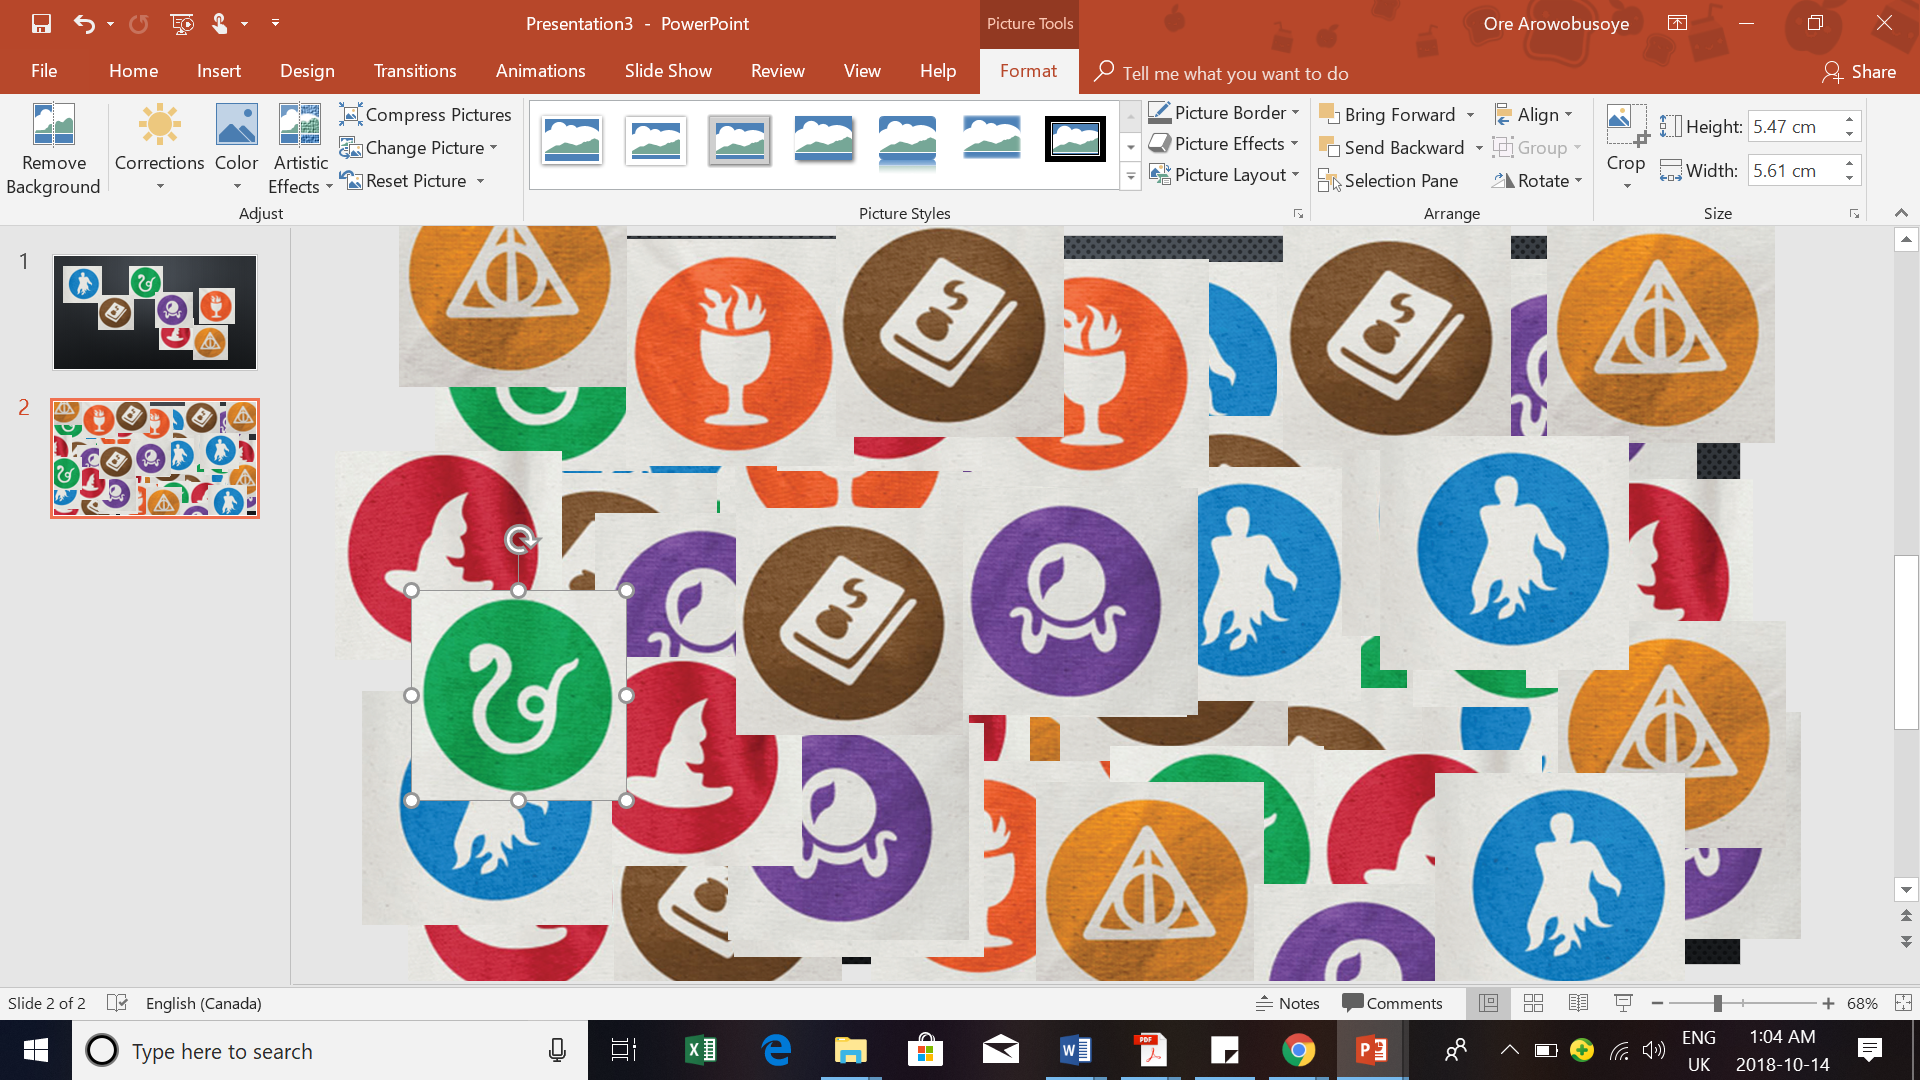 Presentation3 - PowerPoint
Picture Tools
Ore Arowobusoye
File Home Insert Design Transitions Animations Slide Show Review View Help Format Tell me what you want to do Share
Remove Background
Corrections
Color
Artistic Effects
Compress Pictures
Change Picture
Reset Picture
Adjust
Picture Styles
Picture Border
Picture Effects
Picture Layout
Bring Forward
Send Backward
Selection Pane
Align
Group
Rotate
Arrange
Crop
Height: 5.47 cm
Width: 5.61 cm
Size
1
2
Slide 2 of 2 English (Canada) Notes Comments 68%
Type here to search
PDF
ENG
UK
1:04 AM
2018-10-14